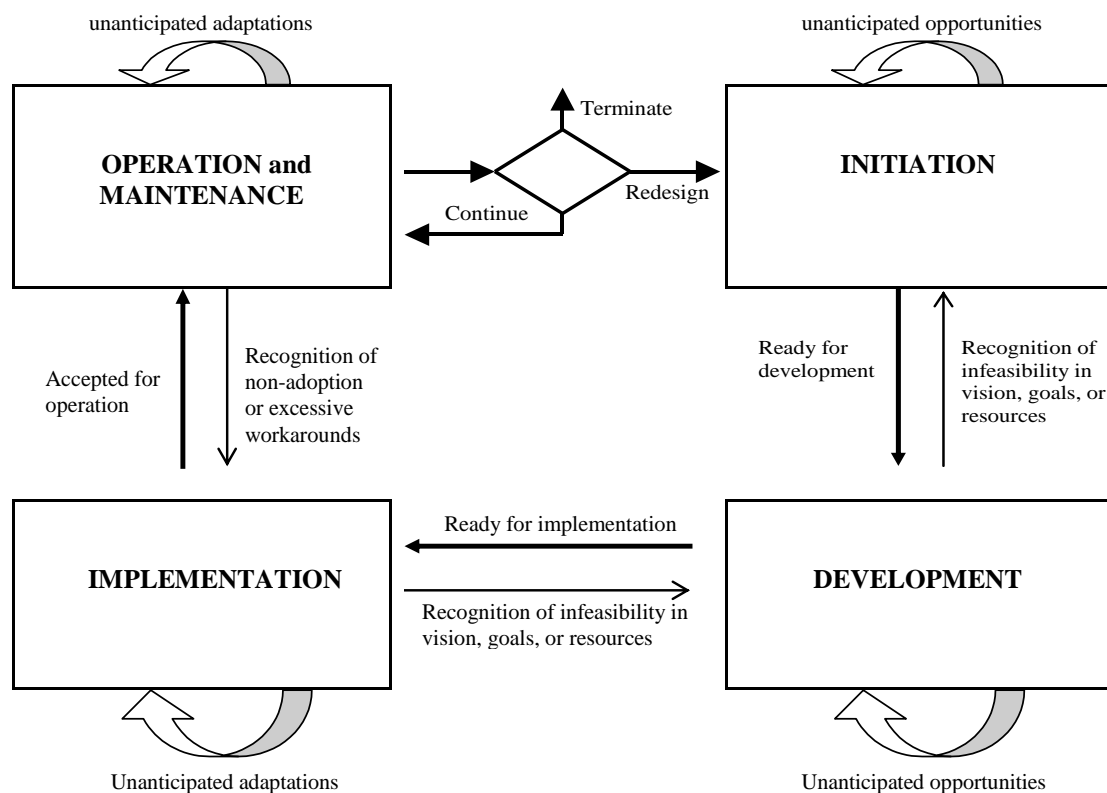 unanticipated adaptations
unanticipated opportunities
OPERATION and
MAINTENANCE
Terminate
Redesign
Continue
INITIATION
Accepted for
operation
Recognition of
non-adoption
or excessive
workarounds
Ready for
development
Recognition of
infeasibility in
vision, goals, or
resources
IMPLEMENTATION
Ready for implementation
Recognition of infeasibility in
vision, goals, or resources
DEVELOPMENT
Unanticipated adaptations
Unanticipated opportunities